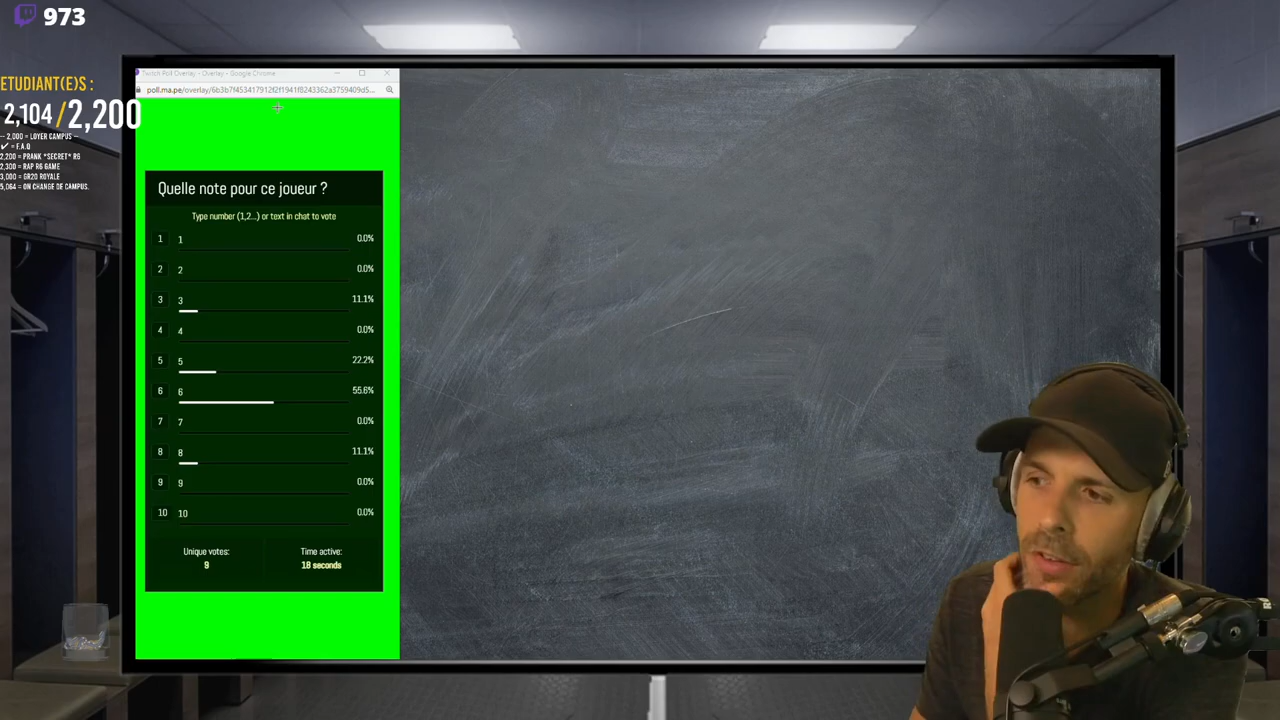 973
ETUDIANT(E)S :
2,104 /2,200
-- 2,000 = LOYER CAMPUS --
✓ = F.A.Q
2,200 = PRANK *SECRET* R6
2,300 = RAP R6 GAME
3,000 = GR20 ROYALE
5,064 = ON CHANGE DE CAMPUS.
Twitch Poll Overlay - Overlay - Google Chrome
poll.ma.pe/overlay/6b3b7f453417912f2f1941f8243362a3759409d5...
Quelle note pour ce joueur ?
Type number (1,2...) or text in chat to vote
1 1 0.0%
2 2 0.0%
3 3 11.1%
4 4 0.0%
5 5 22.2%
6 6 55.6%
7 7 0.0%
8 8 11.1%
9 9 0.0%
10 10 0.0%
Unique votes: Time active:
9 18 seconds